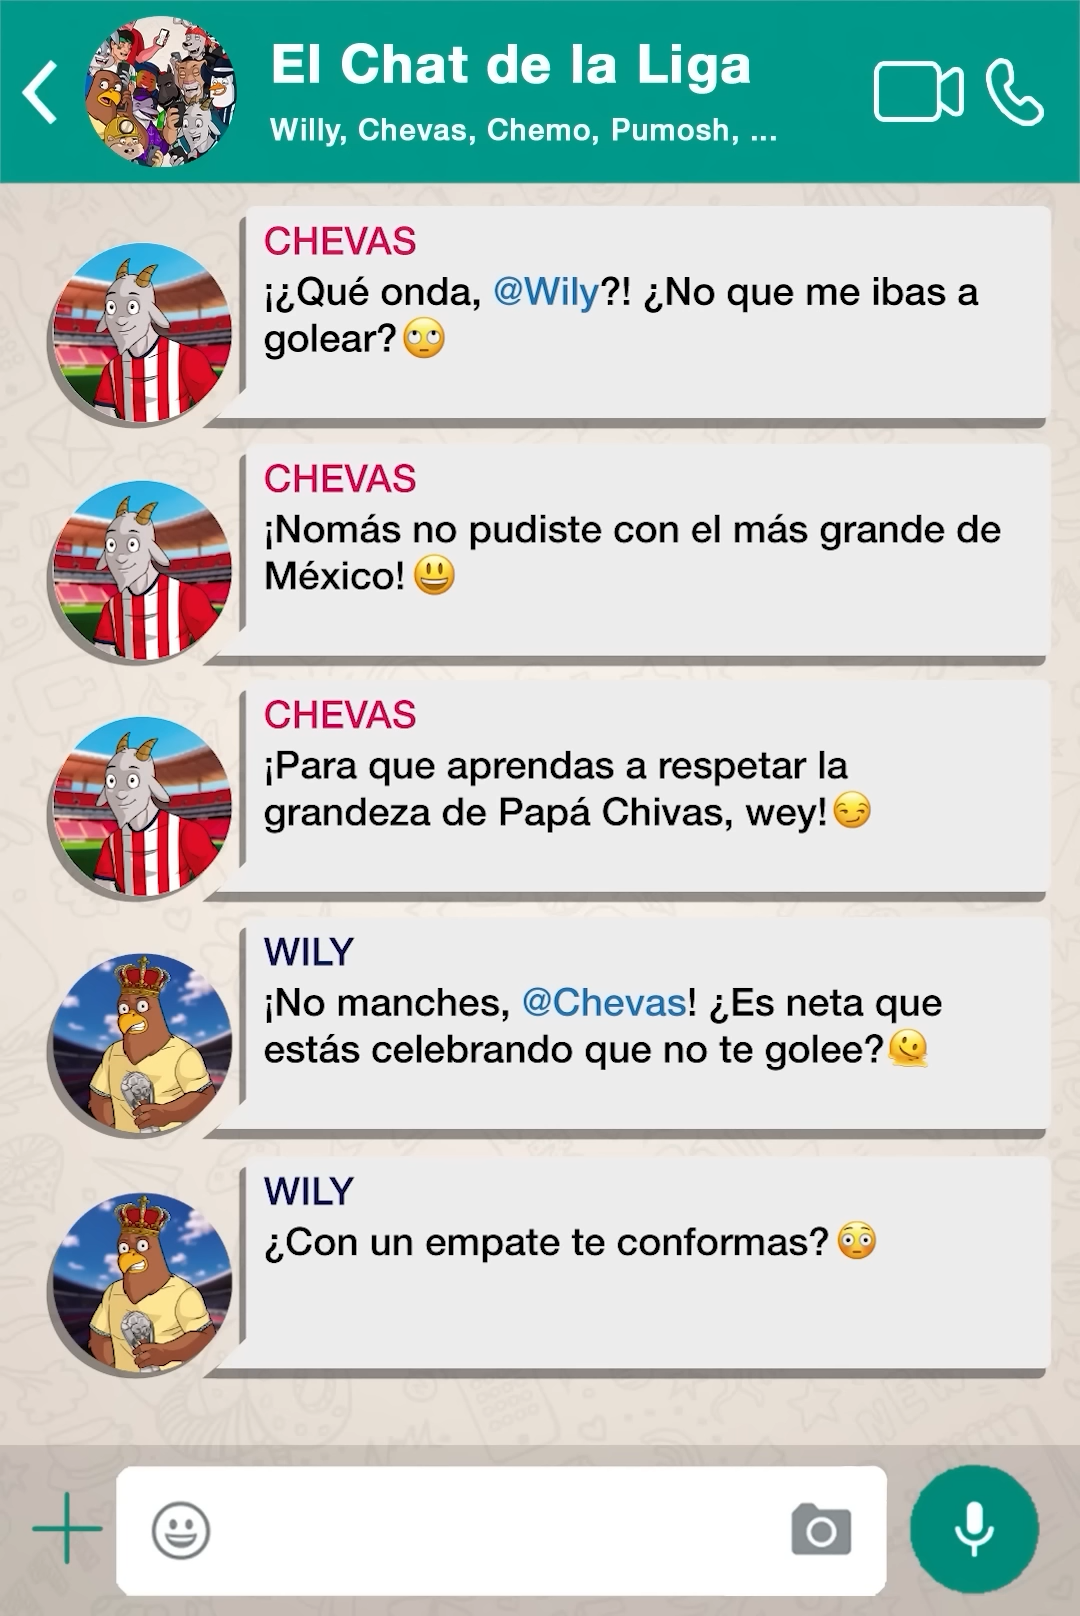 El Chat de la Liga
Willy, Chevas, Chemo, Pumosh, ...
CHEVAS
¡¿Qué onda, @Wily?! ¿No que me ibas a
golear?🙄
CHEVAS
¡Nomás no pudiste con el más grande de
México!😃
CHEVAS
¡Para que aprendas a respetar la
grandeza de Papá Chivas, wey!😏
WILY
¡No manches, @Chevas! ¿Es neta que
estás celebrando que no te golee?🫠
WILY
¿Con un empate te conformas?😳